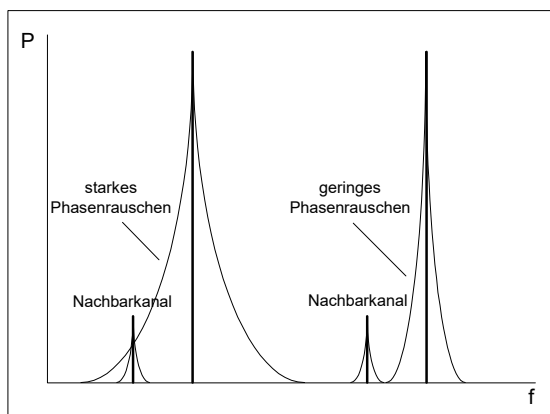 P
starkes
Phasenrauschen
geringes
Phasenrauschen
Nachbarkanal
Nachbarkanal
f